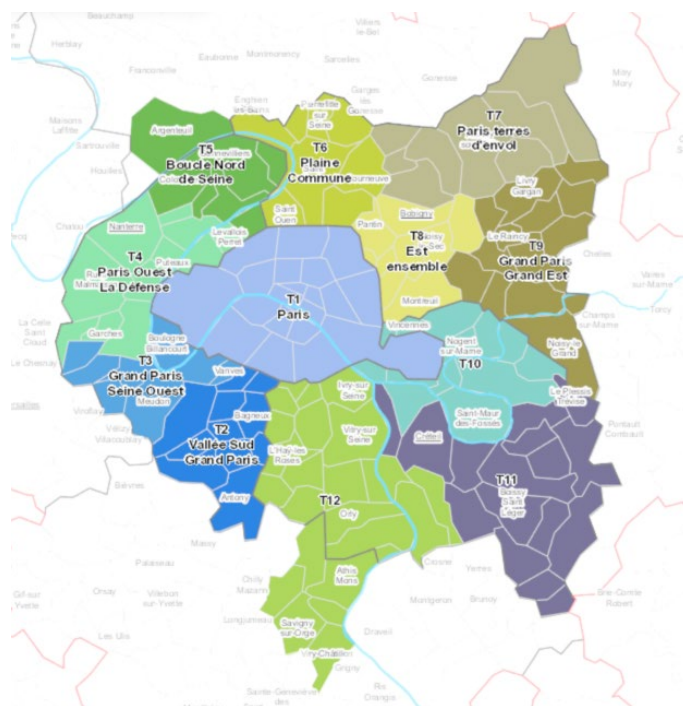 Beauchamp
Villiers
le-Bel
Herblay
Eaubonne
Montmorency
Sarcelles
Franconville
Gonesse
Mitry
Mory
Enghien
les-Bains
Pierrefitte
sur
Seine
Garges
lès
Gonesse
Maisons
Laffitte
Argenteuil
Sartrouville
Houilles
T5
Boucle Nord
de Seine
T6
Plaine
Commune
T7
Paris terres
d'envol
Saint
Ouen
Pantin
Bobigny
Livry
Gargan
Nanterre
Levallois
Perret
T8
Est
ensemble
Le Raincy
T9
Grand Paris
Grand Est
Chelles
Chatou
T4
Paris Ouest
La Défense
Puteaux
T1
Paris
Montreuil
Vaires
sur-Marne
Torcy
Champs
sur-Marne
La Celle
Saint
Cloud
Garches
Boulogne
Billancourt
Vincennes
Nogent
sur-Marne
Noisy-le
Grand
Le Chesnay
T3
Grand Paris
Seine Ouest
Vanves
T10
Meudon
Ivry-sur
Seine
Le Plessis
Trévise
Versailles
Viroflay
Bagneux
Saint-Maur
des-Fossés
Pontault
Combault
Vélizy
Villacoublay
T2
Vallée Sud
Grand Paris
L'Haÿ-les
Roses
Vitry-sur
Seine
Créteil
Bièvres
Antony
T12
Orly
T11
Boissy
Saint
Léger
Massy
Palaiseau
Crosne
Yerres
Chilly
Mazarin
Athis
Mons
Gif-sur
Yvette
Orsay
Villebon
sur-Yvette
Longjumeau
Montgeron
Brunoy
Brie-Comte
Robert
Savigny
sur-Orge
Draveil
Les Ulis
Viry-Châtillon
Grigny
Ris
Orangis
Sainte-Geneviève
des